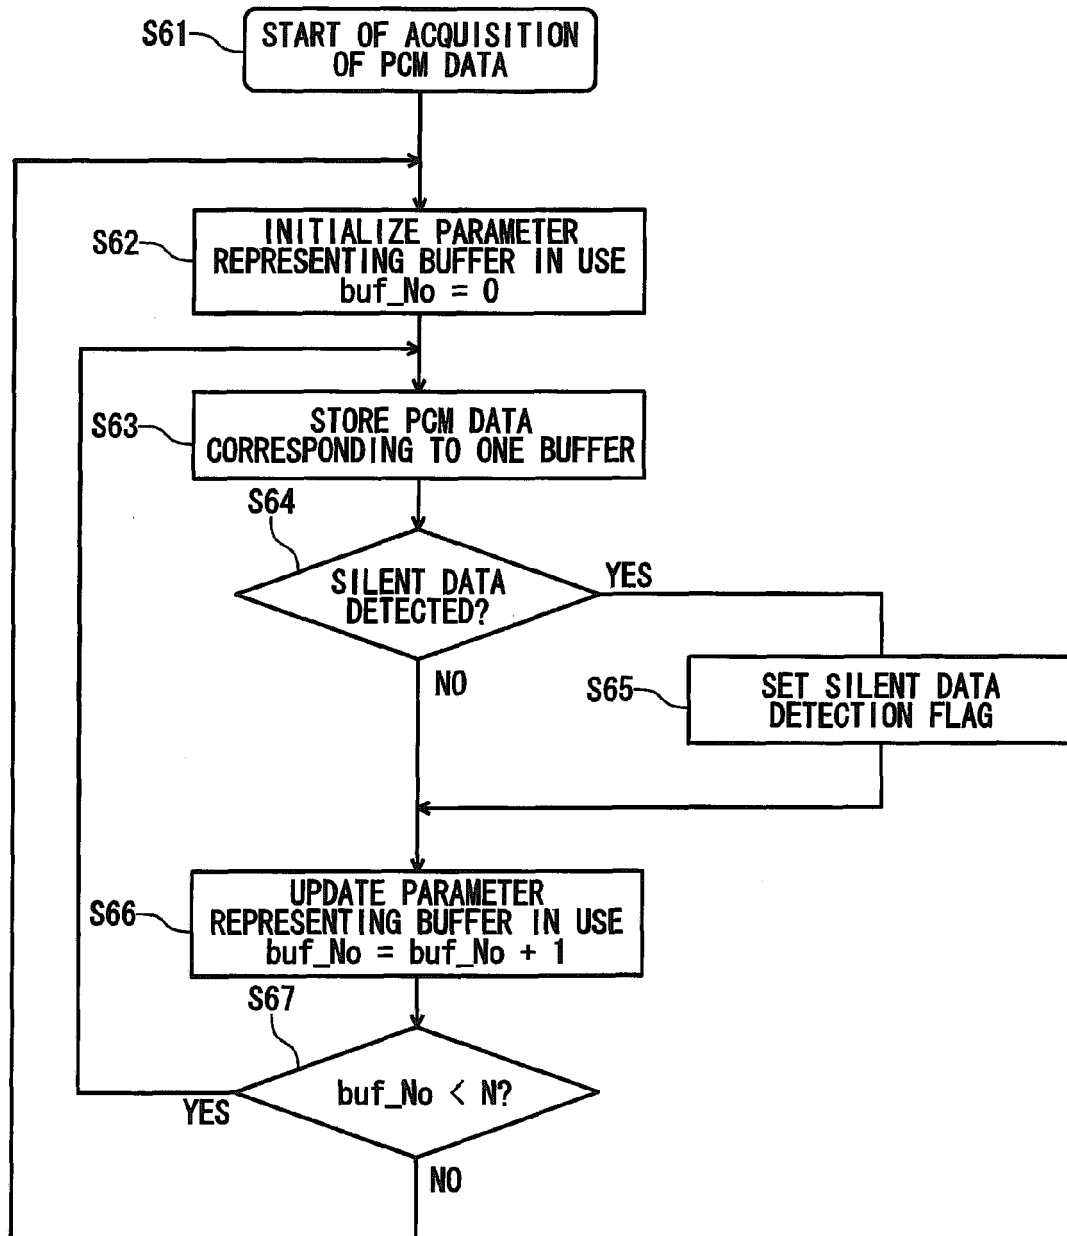 S61
START OF ACQUISITION
OF PCM DATA
S62
INITIALIZE PARAMETER
REPRESENTING BUFFER IN USE
buf_No = 0
S63
STORE PCM DATA
CORRESPONDING TO ONE BUFFER
S64
SILENT DATA
DETECTED?
YES
NO
S65
SET SILENT DATA
DETECTION FLAG
S66
UPDATE PARAMETER
REPRESENTING BUFFER IN USE
buf_No = buf_No + 1
S67
buf_No < N?
YES
NO